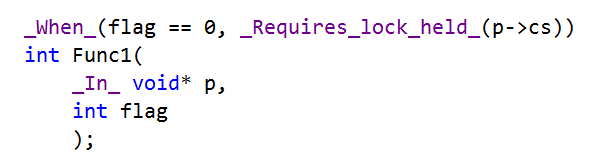 _When_(flag == 0, _Requires_lock_held_(p->cs))
int Func1(
    _In_ void* p,
    int flag
    );